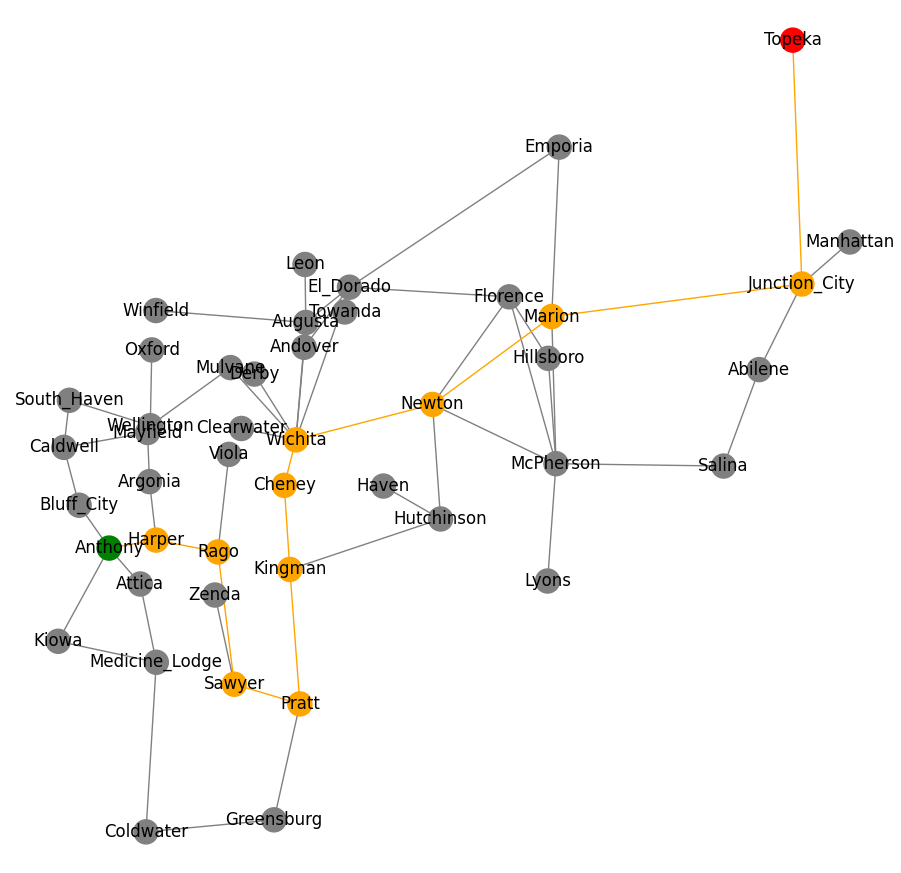 Topeka
Emporia
Manhattan
Leon
Junction_City
El_Dorado
Florence
Winfield
Towanda
Marion
Augusta
Andover
Oxford
Hillsboro
Mulvane
Abilene
Derby
South_Haven
Newton
Wellington
Clearwater
Mayfield
Wichita
Caldwell
Viola
McPherson
Salina
Argonia
Cheney
Haven
Bluff_City
Hutchinson
Harper
Anthony
Rago
Kingman
Lyons
Attica
Zenda
Kiowa
Medicine_Lodge
Sawyer
Pratt
Greensburg
Coldwater